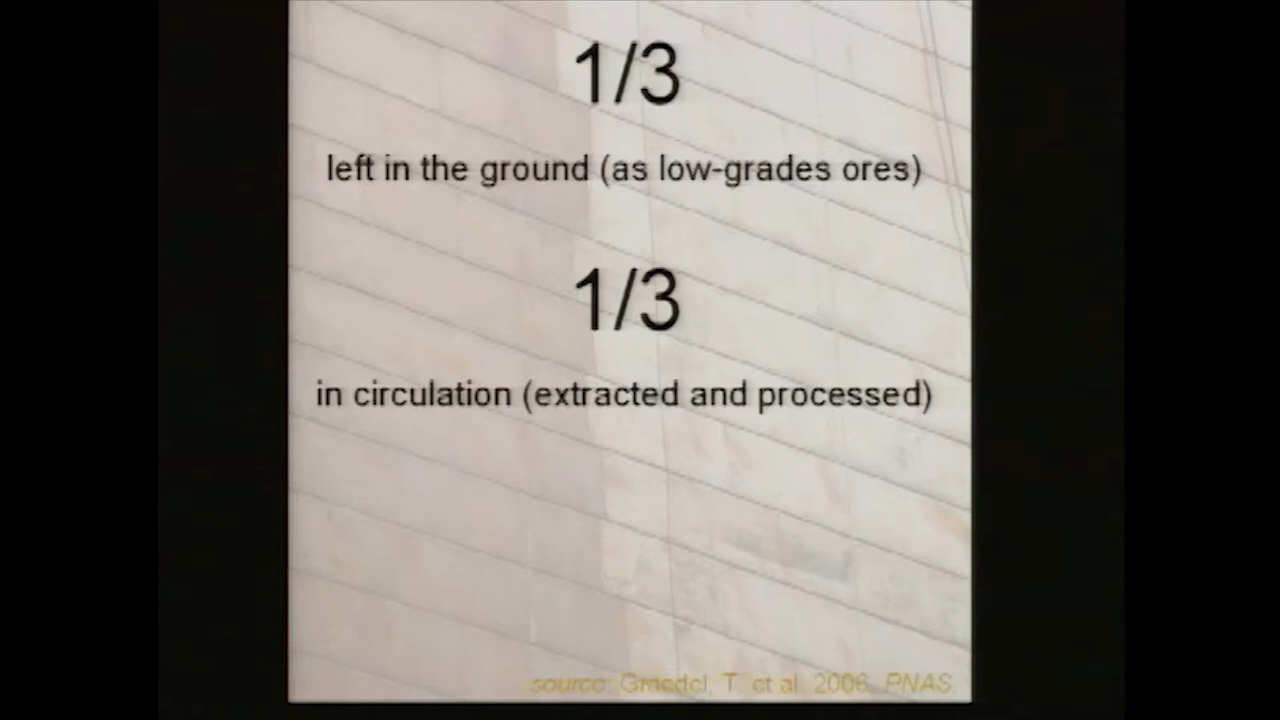 1/3
left in the ground (as low-grades ores)
1/3
in circulation (extracted and processed)
source: Graedel, T. et al. 2006, PNAS